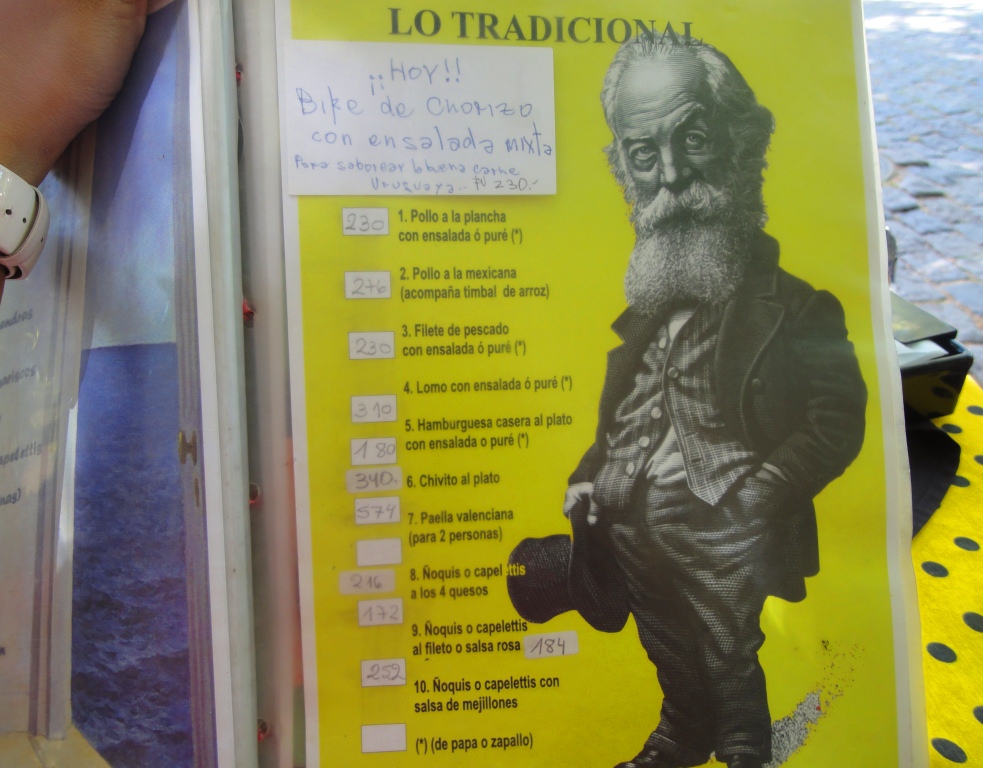 LO TRADICIONAL
¡¡HOY!!
Bife de CHORIZO
con ensalada MIXTA
Para saborear buena carne
Uruguaya.. 230.-
230
1. Pollo a la plancha
con ensalada ó puré (*)
276
2. Pollo a la mexicana
(acompaña timbal de arroz)
230
3. Filete de pescado
con ensalada ó puré (*)
4. Lomo con ensalada ó puré (*)
310
5. Hamburguesa casera al plato
con ensalada o puré (*)
180
340.
6. Chivito al plato
574
7. Paella valenciana
(para 2 personas)
216
8. Ñoquis o capelettis
a los 4 quesos
172
9. Ñoquis o capelettis
al fileto o salsa rosa 184
252
10. Ñoquis o capelettis con
salsa de mejillones
(*) (de papa o zapallo)